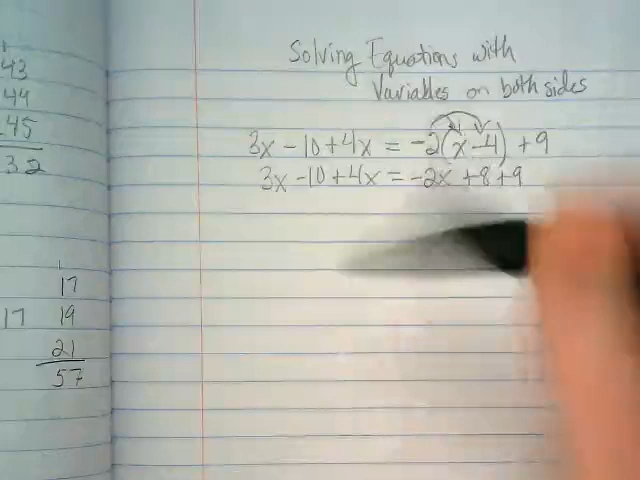 43
44
45
32
17
17 19
21
57
Solving Equations with
Variables on both sides
3x - 10 + 4x = -2(x - 4) + 9
3x - 10 + 4x = -2x + 8 + 9